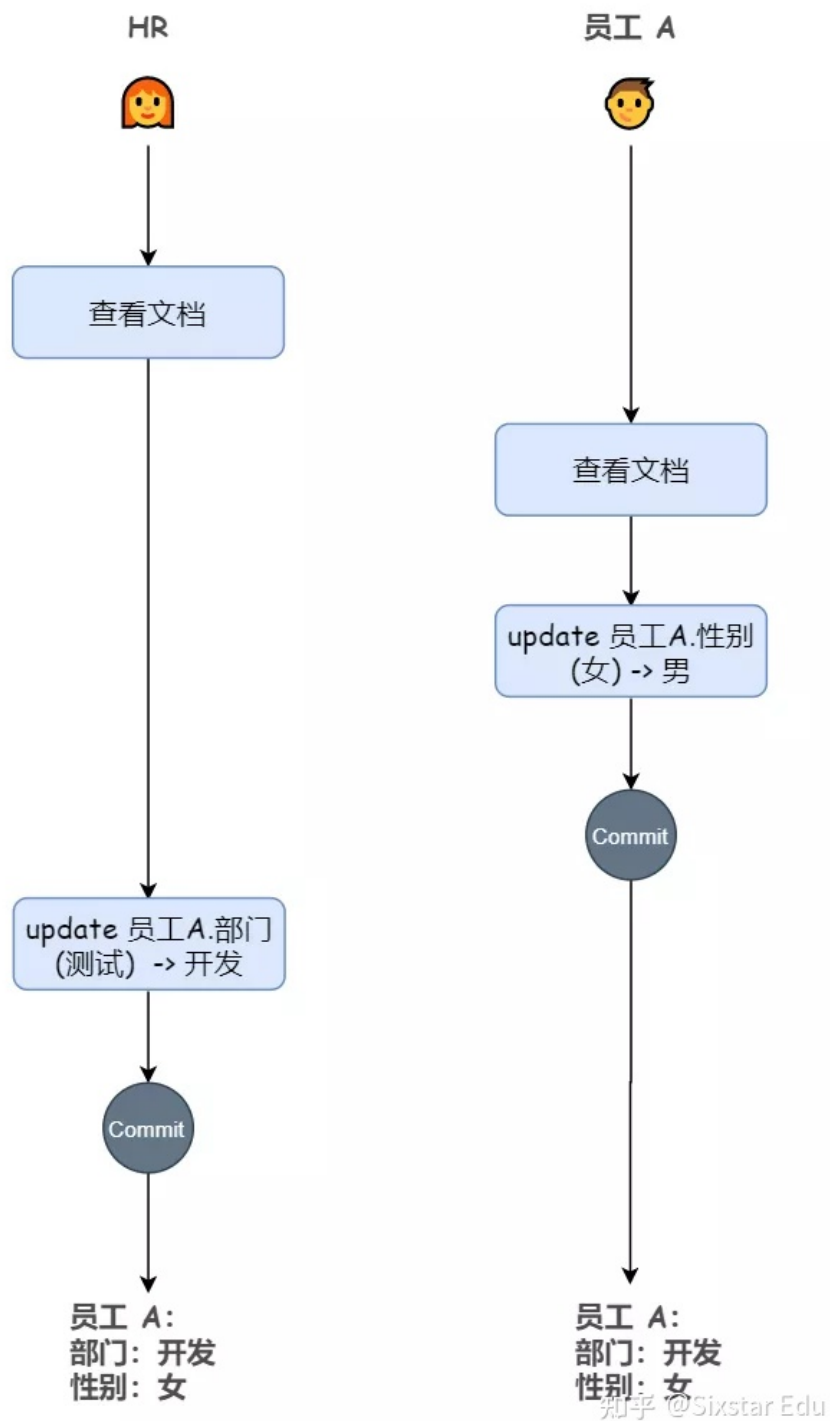 HR
员工 A
查看文档
查看文档
update 员工A.性别
(女) -> 男
Commit
update 员工A.部门
(测试) -> 开发
Commit
员工 A:
部门: 开发
性别: 女
员工 A:
部门: 开发
性别: 女
知乎 @Sixstar Edu